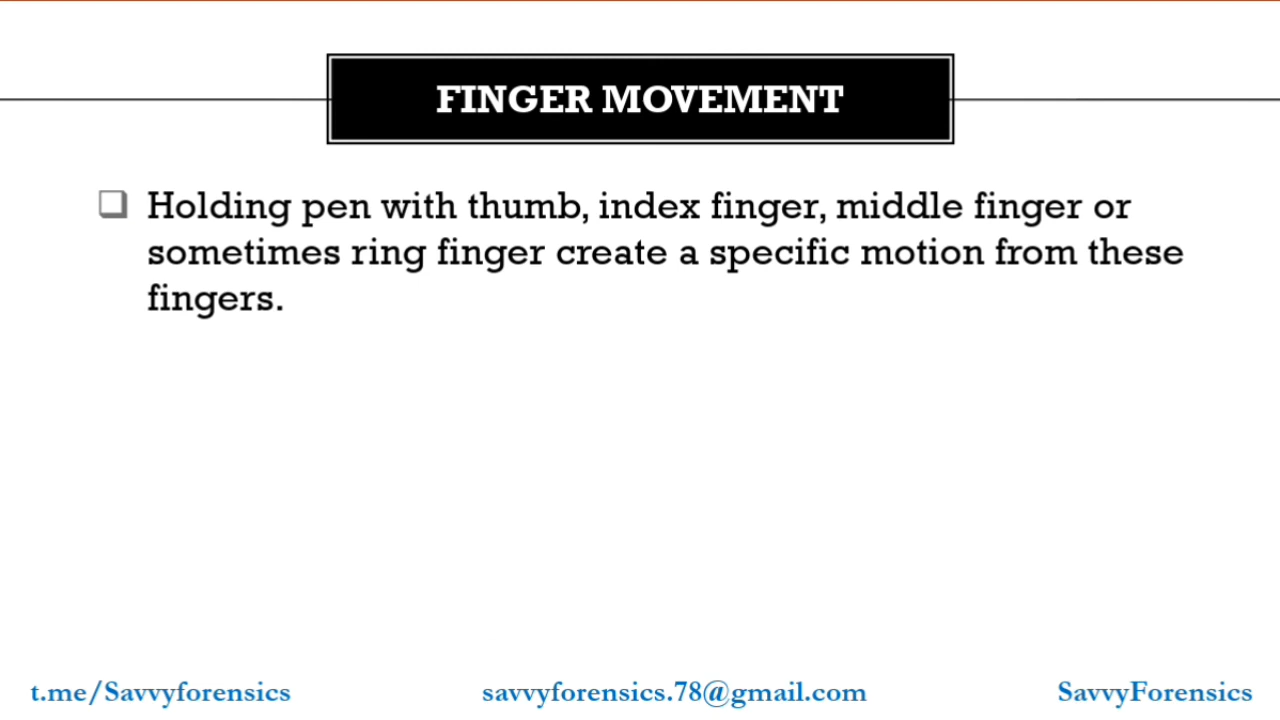 FINGER MOVEMENT
Holding pen with thumb, index finger, middle finger or
sometimes ring finger create a specific motion from these
fingers.
t.me/Savvyforensics savvyforensics.78@gmail.com SavvyForensics